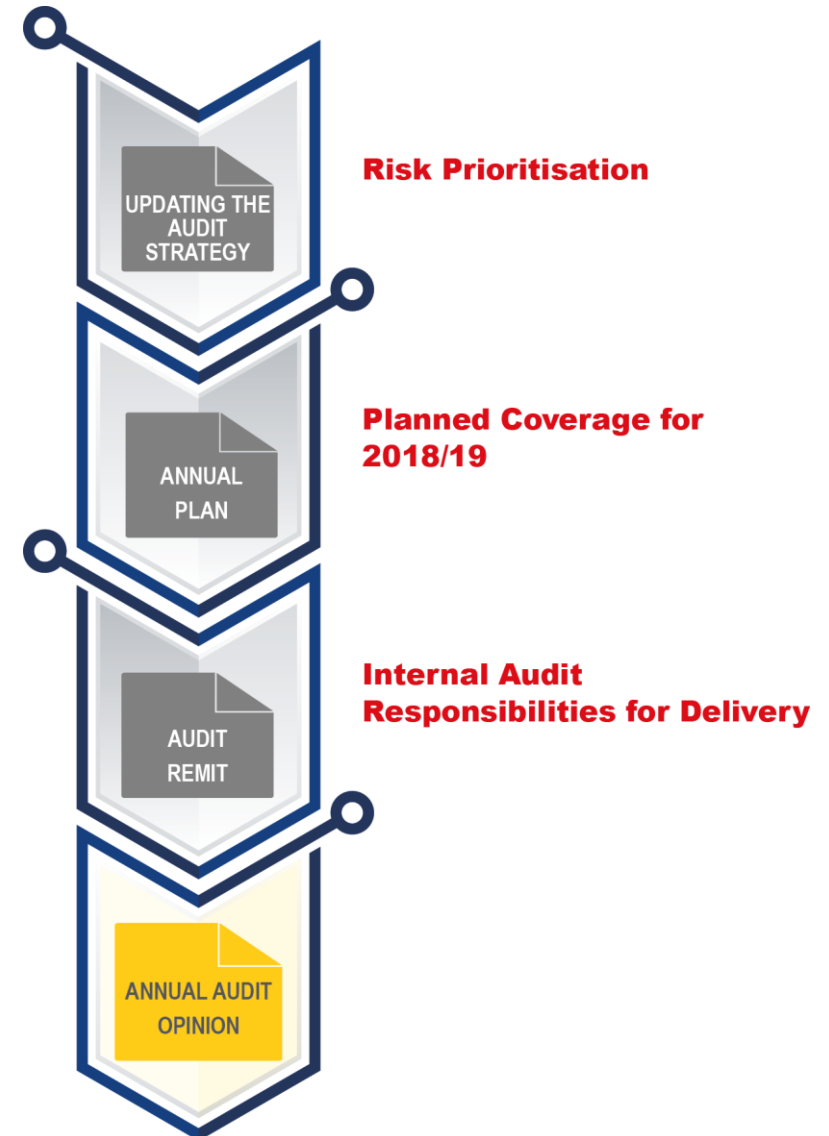 UPDATING THE
AUDIT
STRATEGY
Risk Prioritisation
ANNUAL
PLAN
Planned Coverage for
2018/19
AUDIT
REMIT
Internal Audit
Responsibilities for Delivery
ANNUAL AUDIT
OPINION